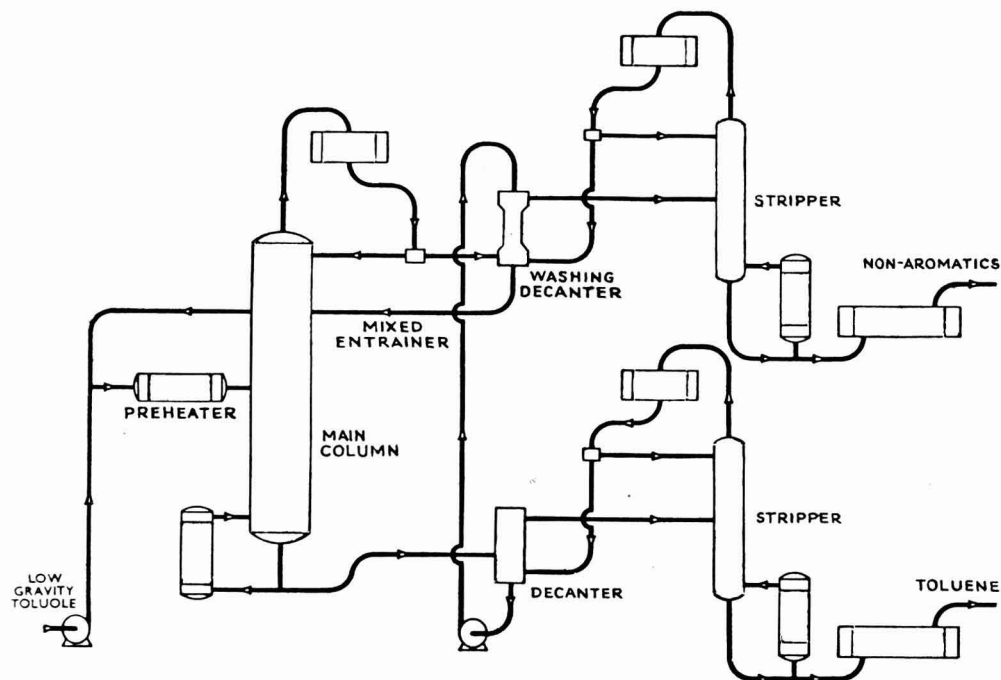 STRIPPER
NON-AROMATICS
WASHING
DECANTER
MIXED
ENTRAINER
PREHEATER
MAIN
COLUMN
STRIPPER
LOW
GRAVITY
TOLUOLE
DECANTER
TOLUENE